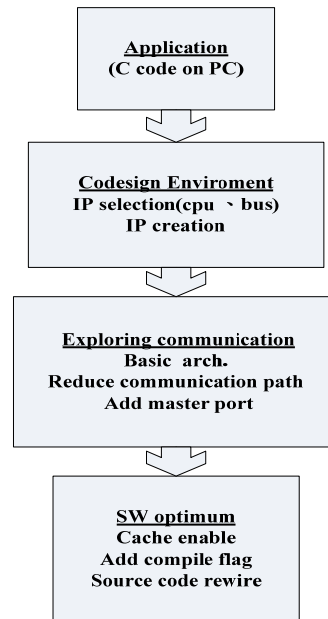 Application
(C code on PC)
Codesign Enviroment
IP selection(cpu 、bus)
IP creation
Exploring communication
Basic arch.
Reduce communication path
Add master port
SW optimum
Cache enable
Add compile flag
Source code rewire